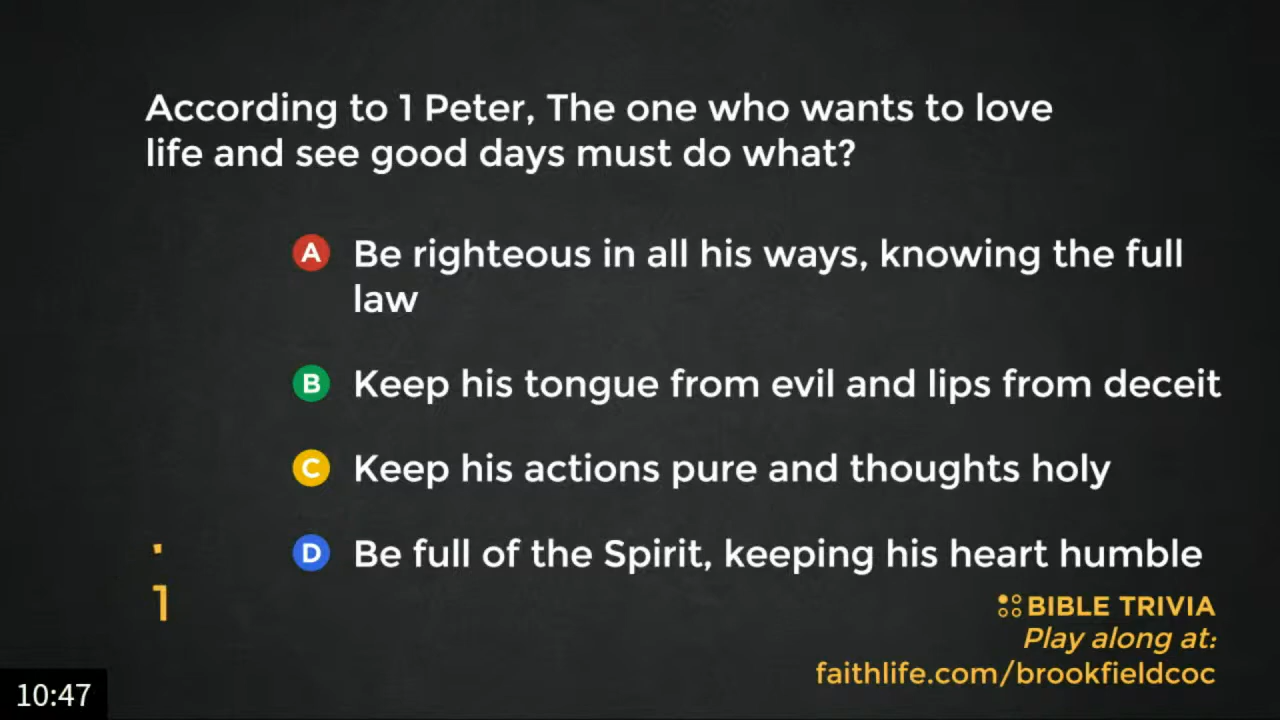 According to 1 Peter, The one who wants to love
life and see good days must do what?
A Be righteous in all his ways, knowing the full
law
B Keep his tongue from evil and lips from deceit
C Keep his actions pure and thoughts holy
D Be full of the Spirit, keeping his heart humble
1
BIBLE TRIVIA
Play along at:
faithlife.com/brookfieldcoc
10:47